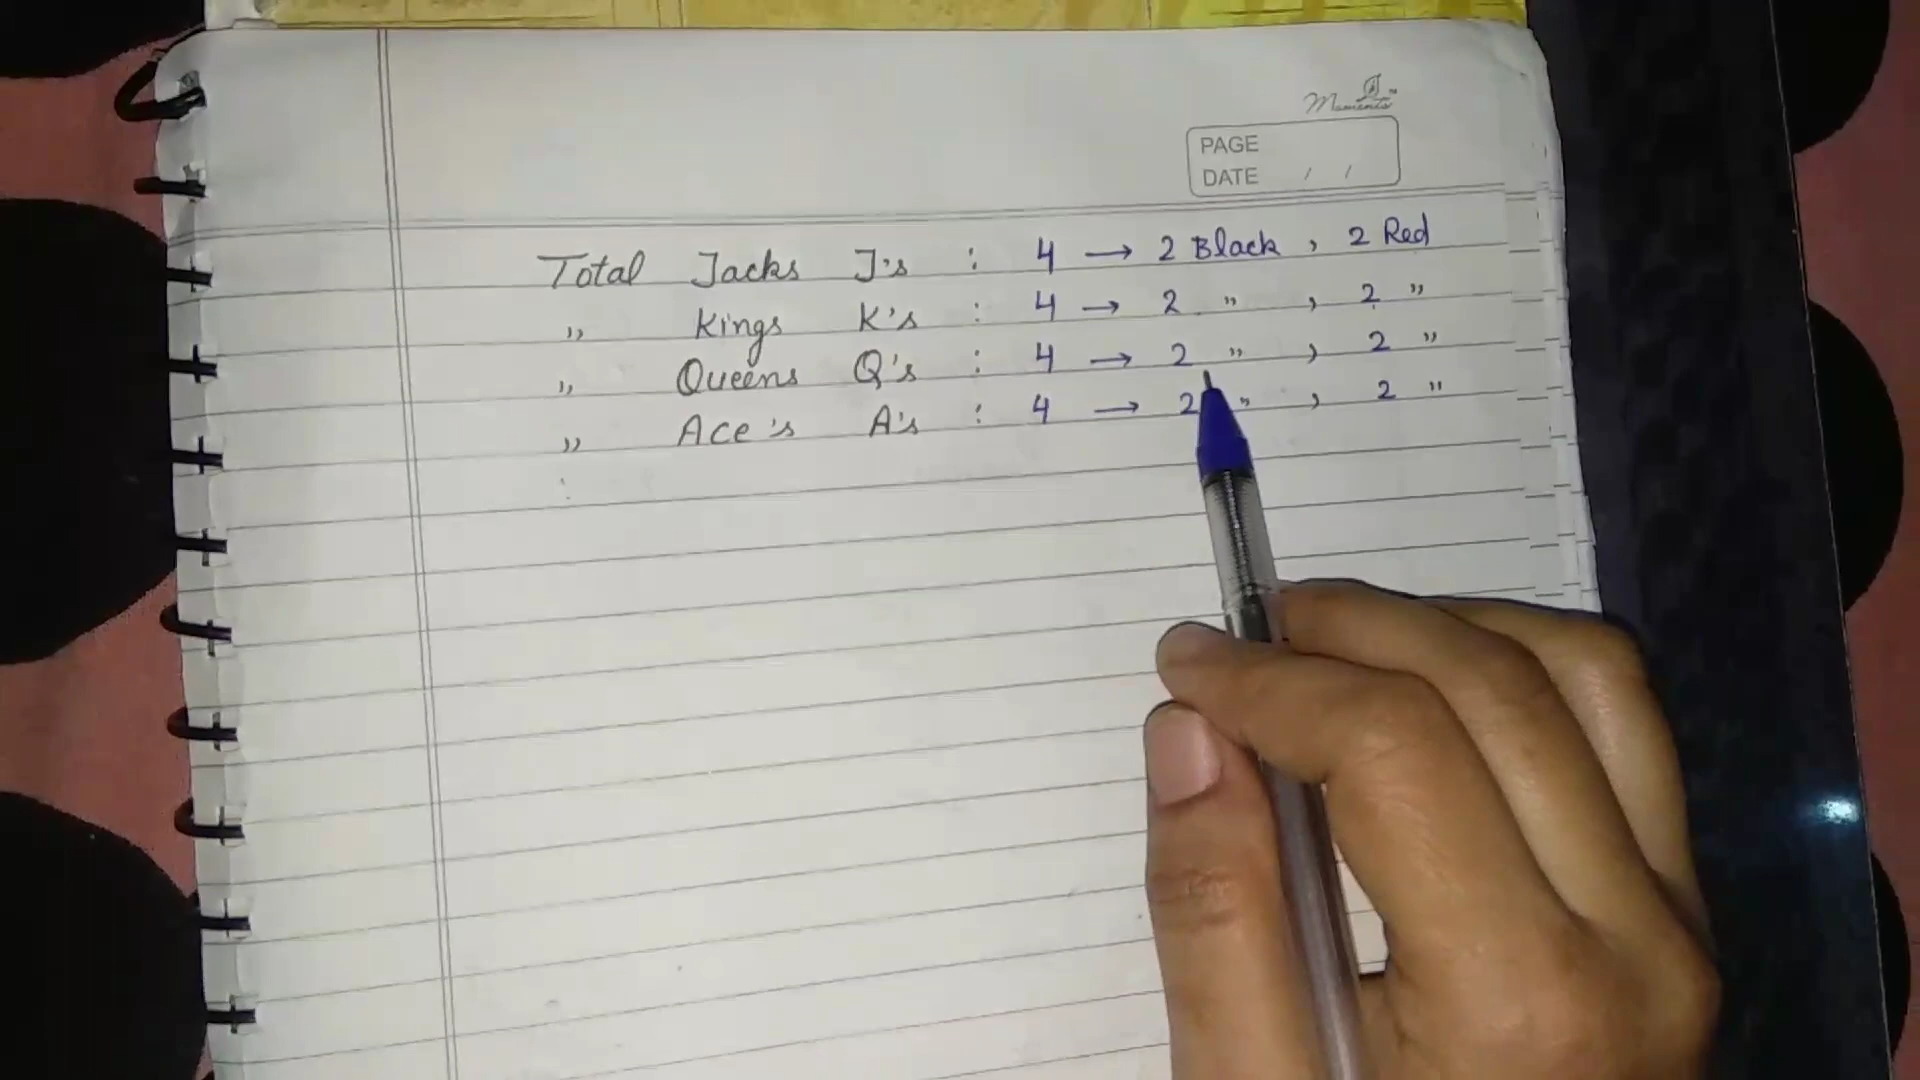 Moments
PAGE
DATE / /
Total Jacks J's : 4 → 2 Black , 2 Red
,, Kings K's : 4 → 2 " , 2 "
,, Queens Q's : 4 → 2 " , 2 "
,, Ace's A's : 4 → 2 " , 2 "